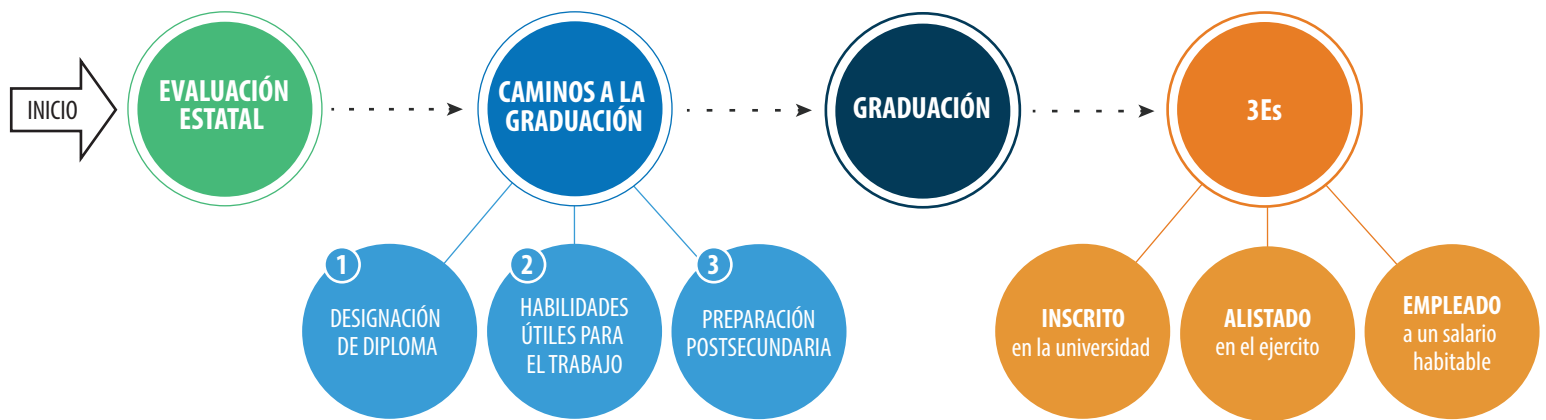 INICIO
EVALUACIÓN
ESTATAL
CAMINOS A LA
GRADUACIÓN
GRADUACIÓN
3Es
1
DESIGNACIÓN
DE DIPLOMA
2
HABILIDADES
ÚTILES PARA
EL TRABAJO
3
PREPARACIÓN
POSTSECUNDARIA
INSCRITO
en la universidad
ALISTADO
en el ejercito
EMPLEADO
a un salario
habitable